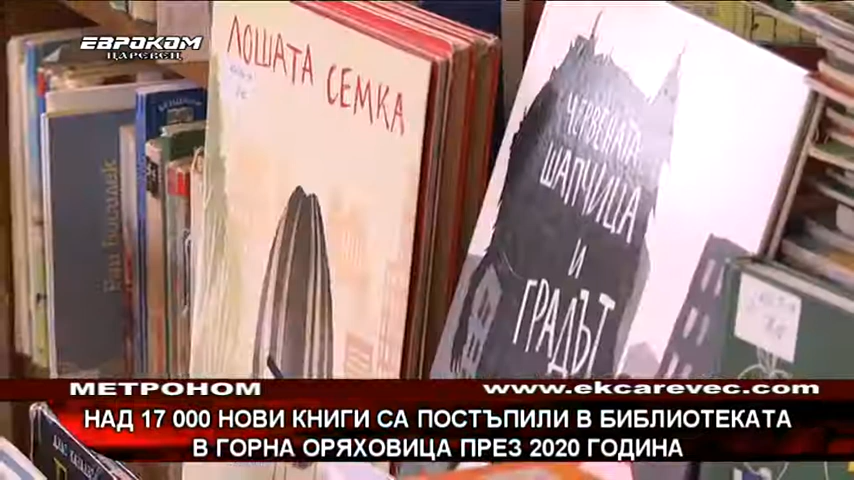 ЕВРОКОМ
ЦАРЕВЕЦ
ЛОШАТА СЕМКА
ЧЕРВЕНАТА
ШАПЧИЦА
И
ГРАДЪТ
МЕТРОНОМ
www.ekcarevec.com
НАД 17 000 НОВИ КНИГИ СА ПОСТЪПИЛИ В БИБЛИОТЕКАТА
В ГОРНА ОРЯХОВИЦА ПРЕЗ 2020 ГОДИНА